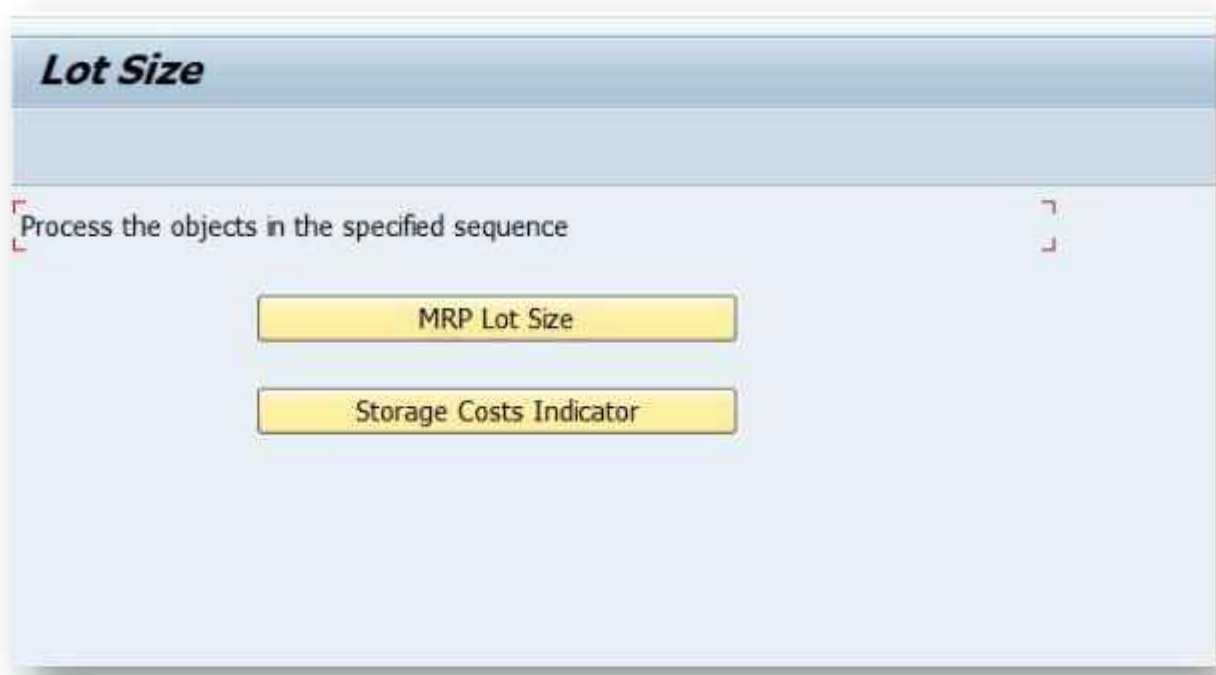 Lot Size
Process the objects in the specified sequence
MRP Lot Size
Storage Costs Indicator